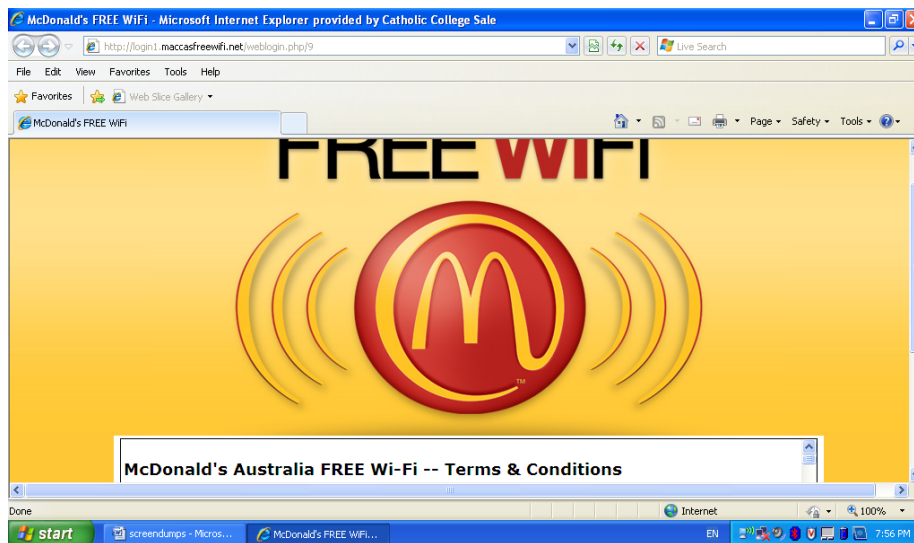 McDonald's FREE WiFi - Microsoft Internet Explorer provided by Catholic College Sale
http://login1.maccasfreewifi.net/weblogin.php/9
Live Search
File Edit View Favorites Tools Help
Favorites Web Slice Gallery
McDonald's FREE WiFi
Page Safety Tools
FREE WiFi
TM
McDonald's Australia FREE Wi-Fi -- Terms & Conditions
Done Internet 100%
start screendumps - Micros... McDonald's FREE WiFi... EN 7:56 PM